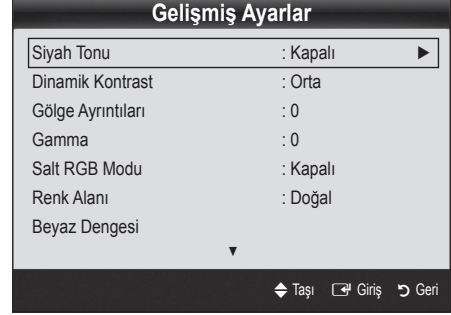 Gelişmiş Ayarlar
Siyah Tonu : Kapalı ►
Dinamik Kontrast : Orta
Gölge Ayrıntıları : 0
Gamma : 0
Salt RGB Modu : Kapalı
Renk Alanı : Doğal
Beyaz Dengesi
▼
Taşı Giriş Geri